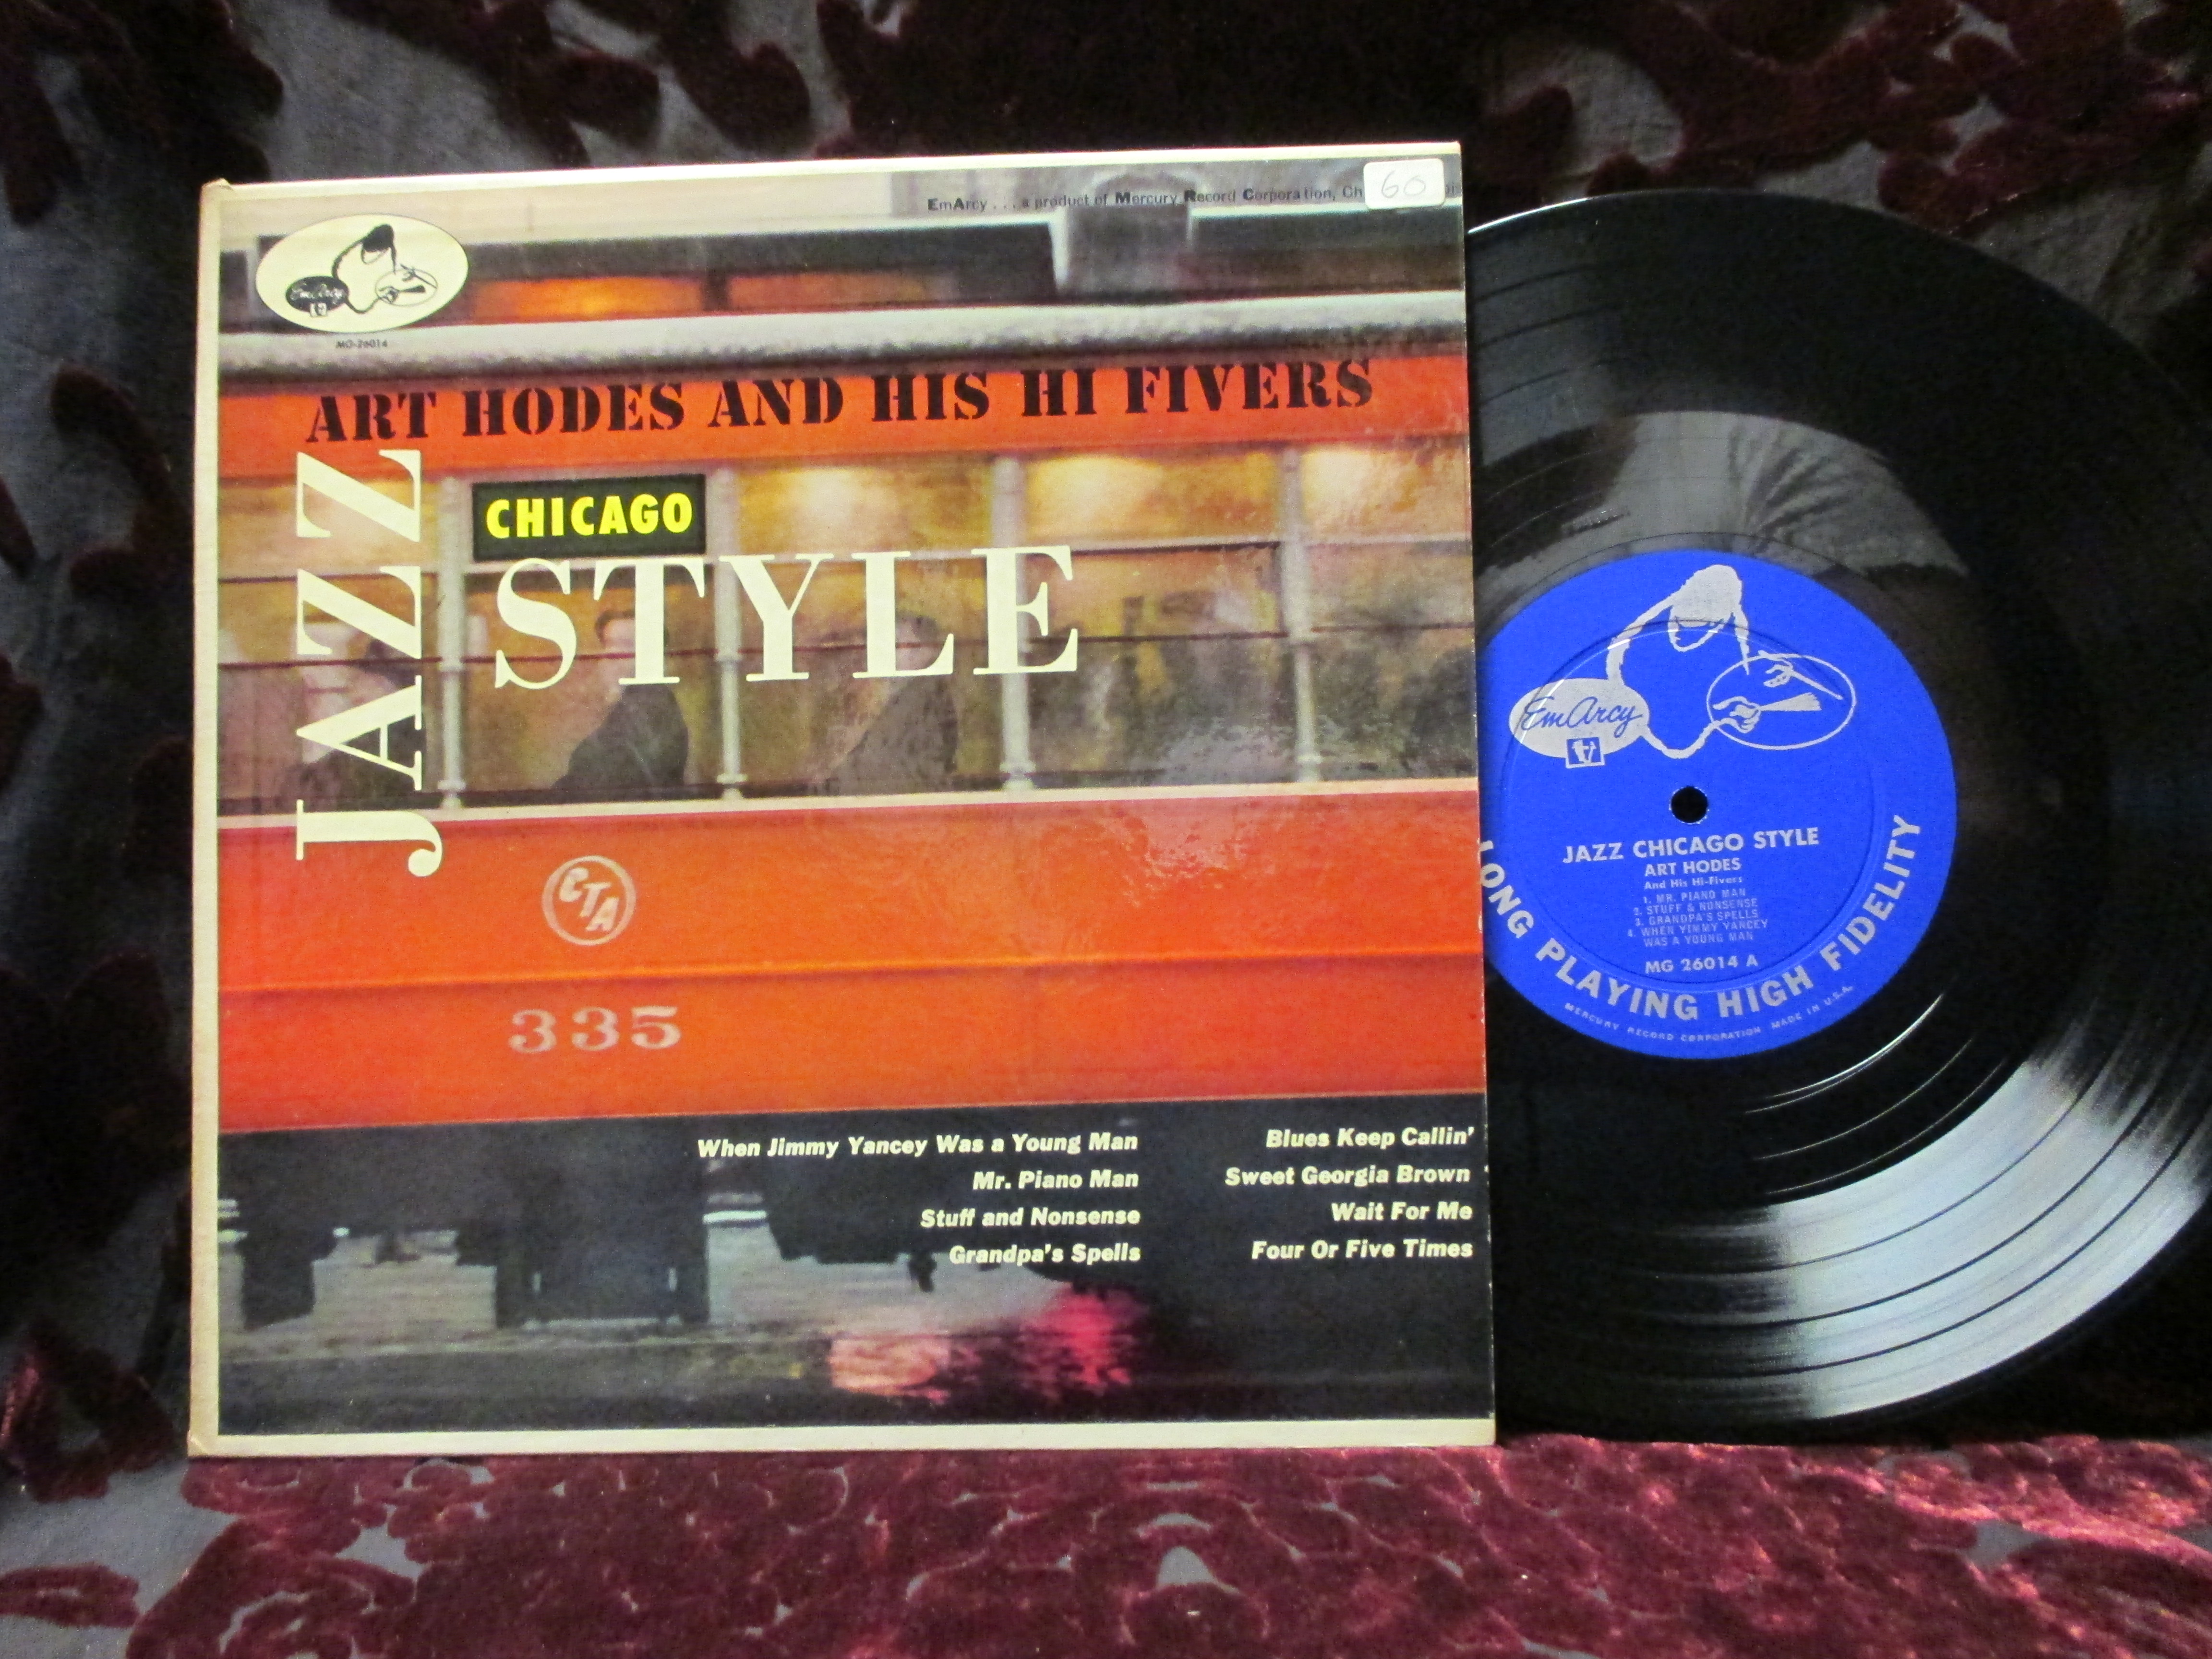 EmArcy... a product of Mercury Record Corporation, Ch
60
EmArcy
MG-26014
ART HODES AND HIS HI FIVERS
JAZZ
CHICAGO
STYLE
CTA
335
When Jimmy Yancey Was a Young Man
Mr. Piano Man
Stuff and Nonsense
Grandpa's Spells
Blues Keep Callin'
Sweet Georgia Brown
Wait For Me
Four Or Five Times
EmArcy
JAZZ CHICAGO STYLE
ART HODES
And His Hi-Fivers
1. MR. PIANO MAN
2. STUFF & NONSENSE
3. GRANDPA'S SPELLS
4. WHEN YIMMY YANCEY
WAS A YOUNG MAN
MG 26014 A
LONG PLAYING HIGH FIDELITY
MERCURY RECORD CORPORATION MADE IN U.S.A.